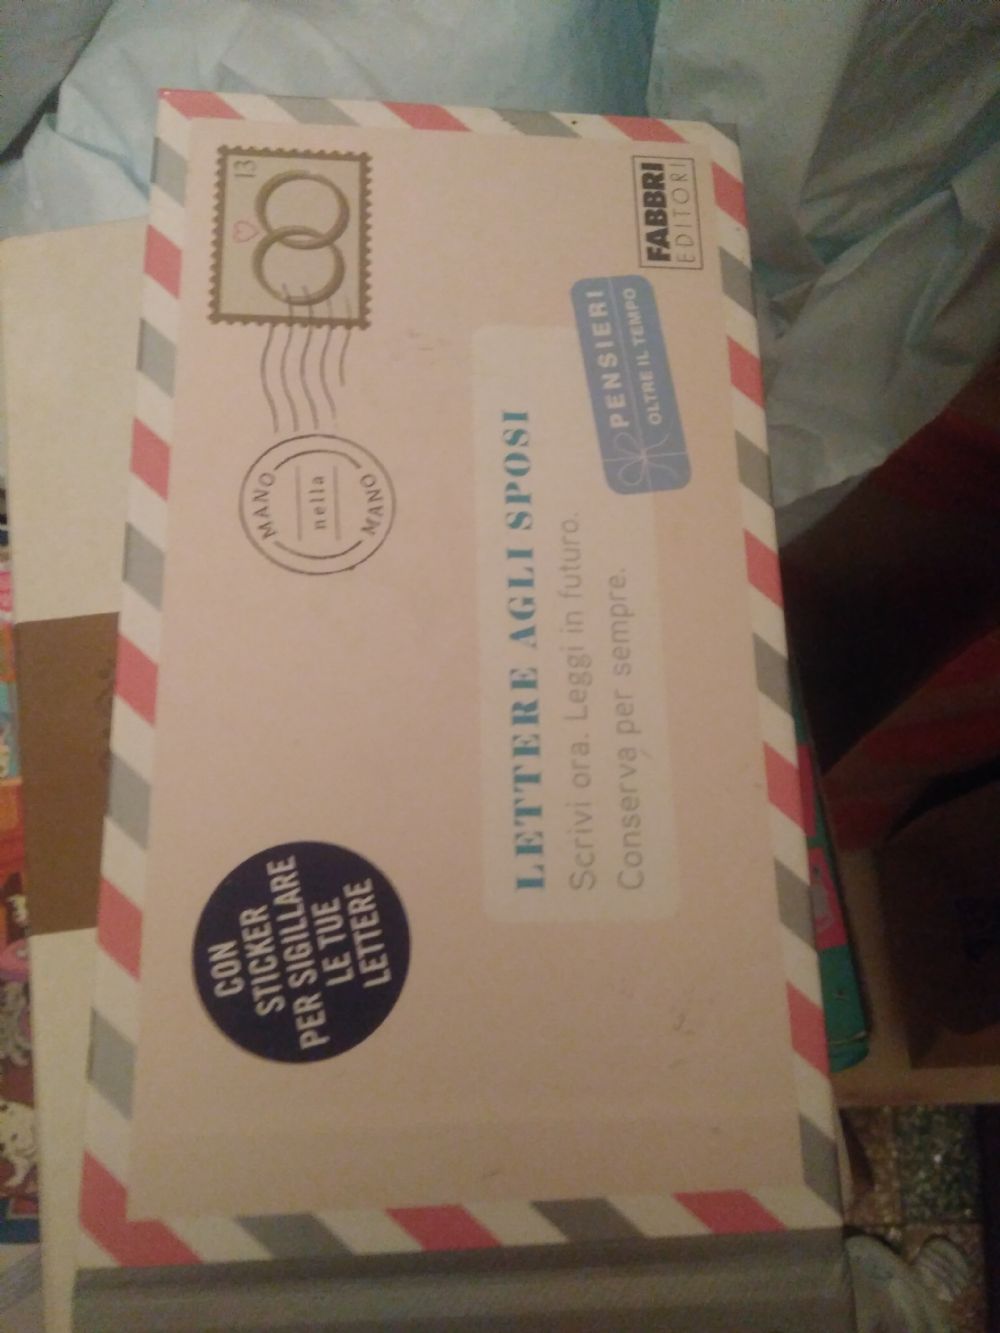 CON
STICKER
PER SIGILLARE
LE TUE
LETTERE
MANO
nella
MANO
13
LETTERE AGLI SPOSI
Scrivi ora. Leggi in futuro.
Conserva per sempre.
PENSIERI
OLTRE IL TEMPO
FABBRI
EDITORI